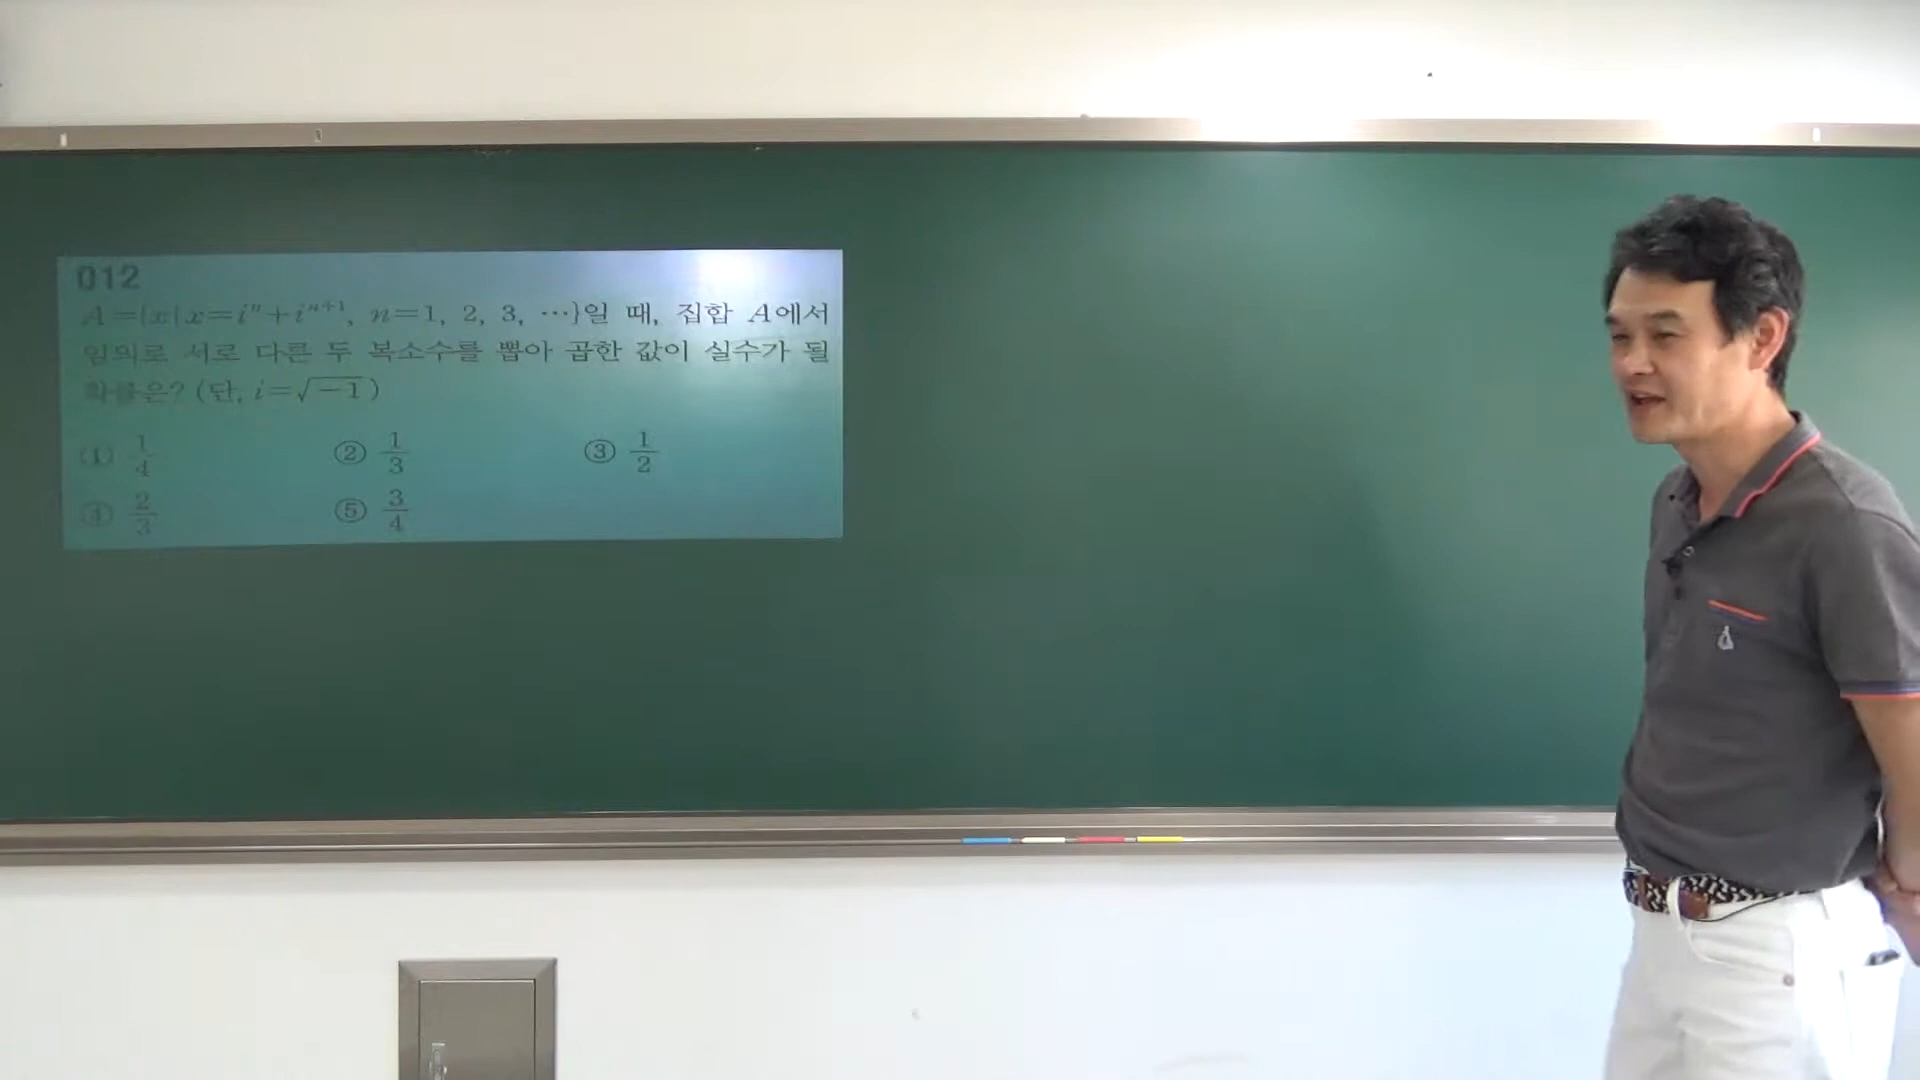 012
A={x|x=iⁿ+iⁿ⁺¹, n=1, 2, 3, ⋯}일 때, 집합 A에서
임의로 서로 다른 두 복소수를 뽑아 곱한 값이 실수가 될
확률은? (단, i=√−1)
① 1/4 ② 1/3 ③ 1/2
④ 2/3 ⑤ 3/4